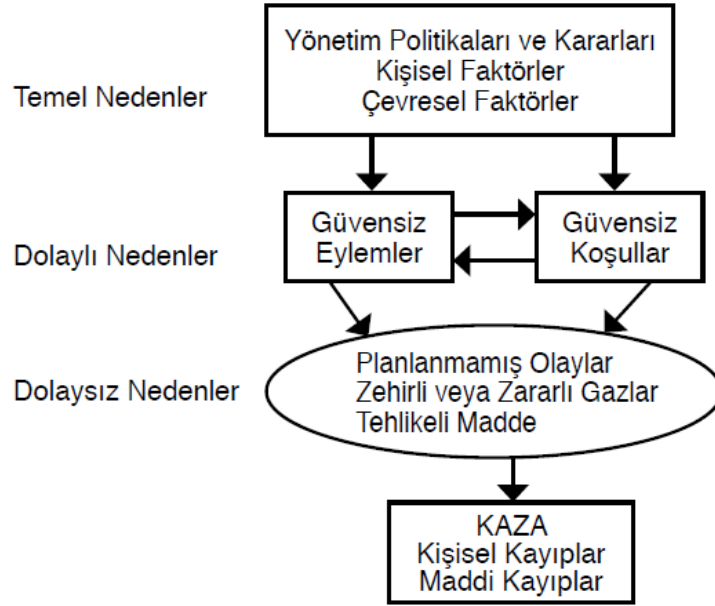 Yönetim Politikaları ve Kararları
Kişisel Faktörler
Çevresel Faktörler
Temel Nedenler
Güvensiz
Eylemler
Güvensiz
Koşullar
Dolaylı Nedenler
Planlanmamış Olaylar
Zehirli veya Zararlı Gazlar
Tehlikeli Madde
Dolaysız Nedenler
KAZA
Kişisel Kayıplar
Maddi Kayıplar